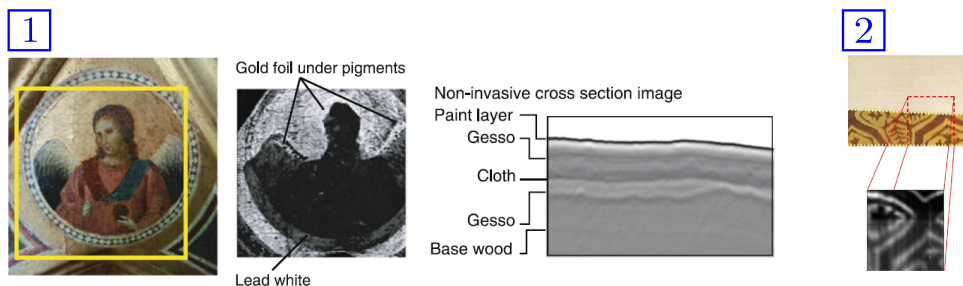 1
2
Gold foil under pigments
Non-invasive cross section image
Paint layer
Gesso
Cloth
Gesso
Base wood
Lead white